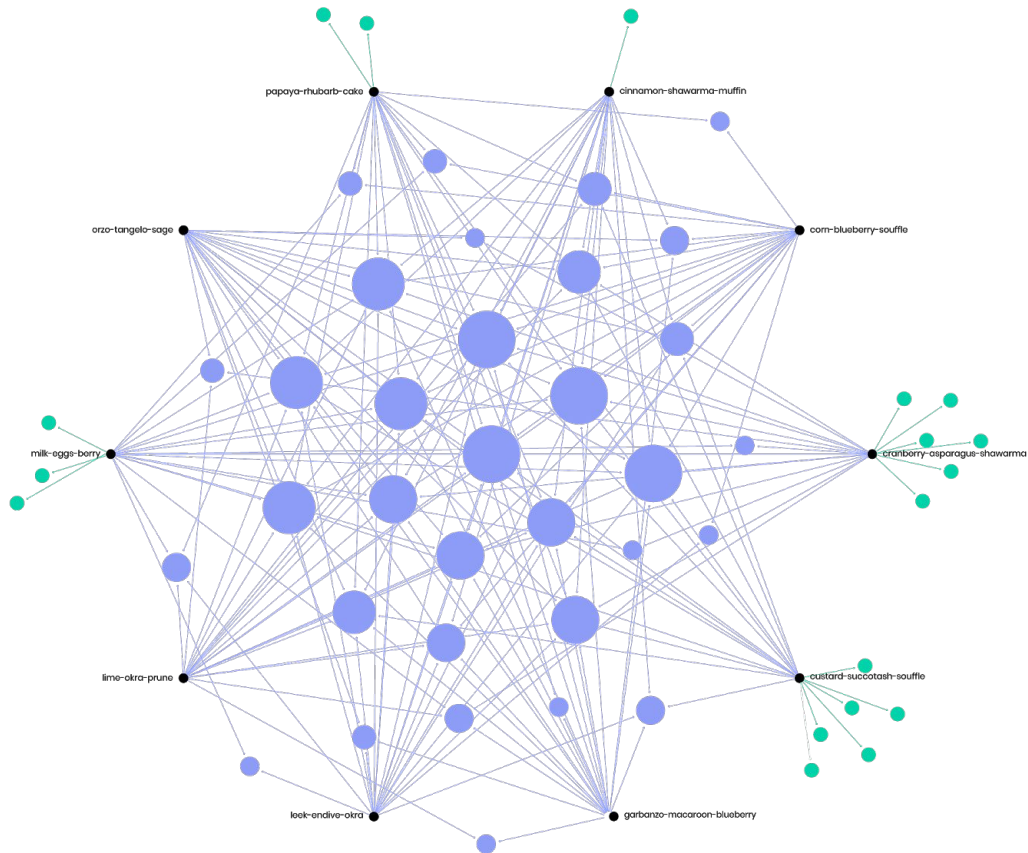 papaya-rhubarb-cake
cinnamon-shawarma-muffin
orzo-tangelo-sage
corn-blueberry-souffle
milk-eggs-berry
cranberry-asparagus-shawarma
lime-okra-prune
custard-succotash-souffle
leek-endive-okra
garbanzo-macaroon-blueberry